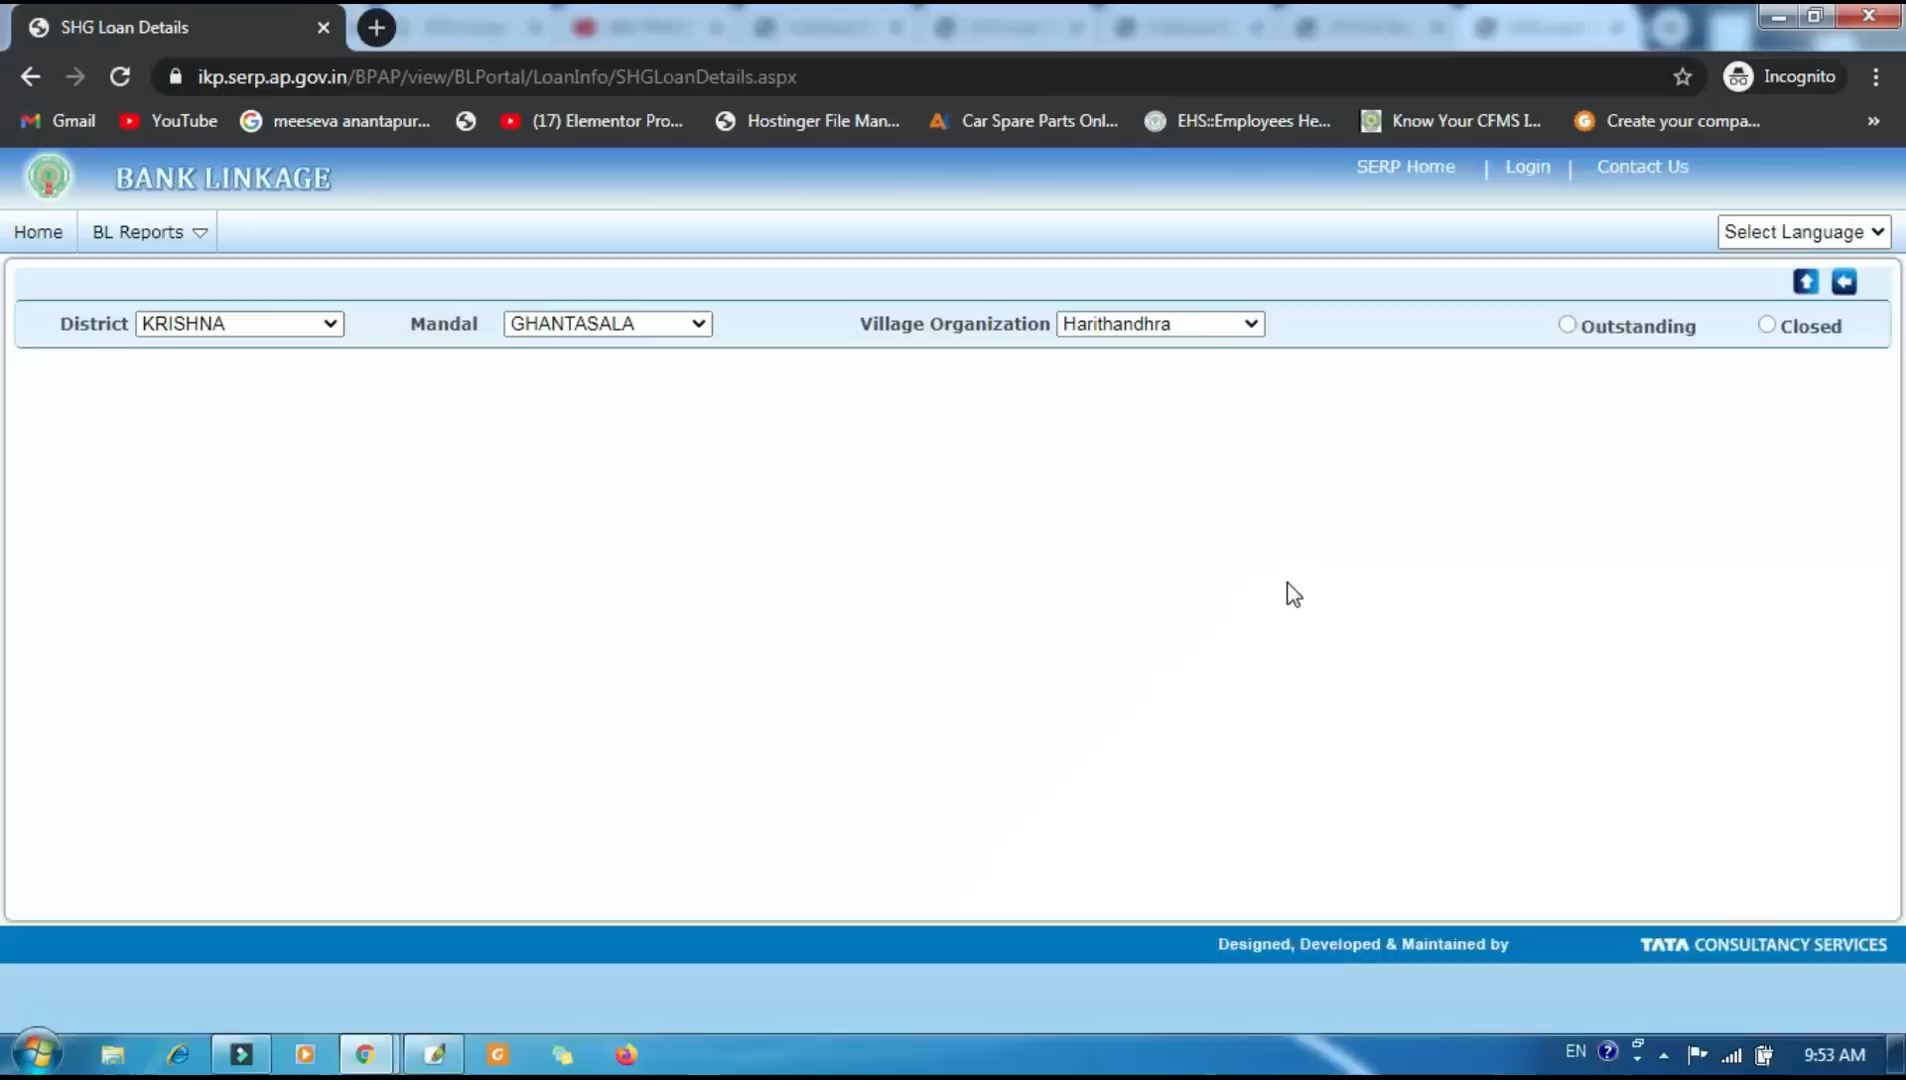 SHG Loan Details
ikp.serp.ap.gov.in/BPAP/view/BLPortal/LoanInfo/SHGLoanDetails.aspx
Incognito
Gmail YouTube meeseva anantapur... (17) Elementor Pro... Hostinger File Man... Car Spare Parts Onl... EHS::Employees He... Know Your CFMS I... Create your compa... »
BANK LINKAGE
SERP Home | Login | Contact Us
Home BL Reports
Select Language
District KRISHNA Mandal GHANTASALA Village Organization Harithandhra Outstanding Closed
Designed, Developed & Maintained by TATA CONSULTANCY SERVICES
EN 9:53 AM